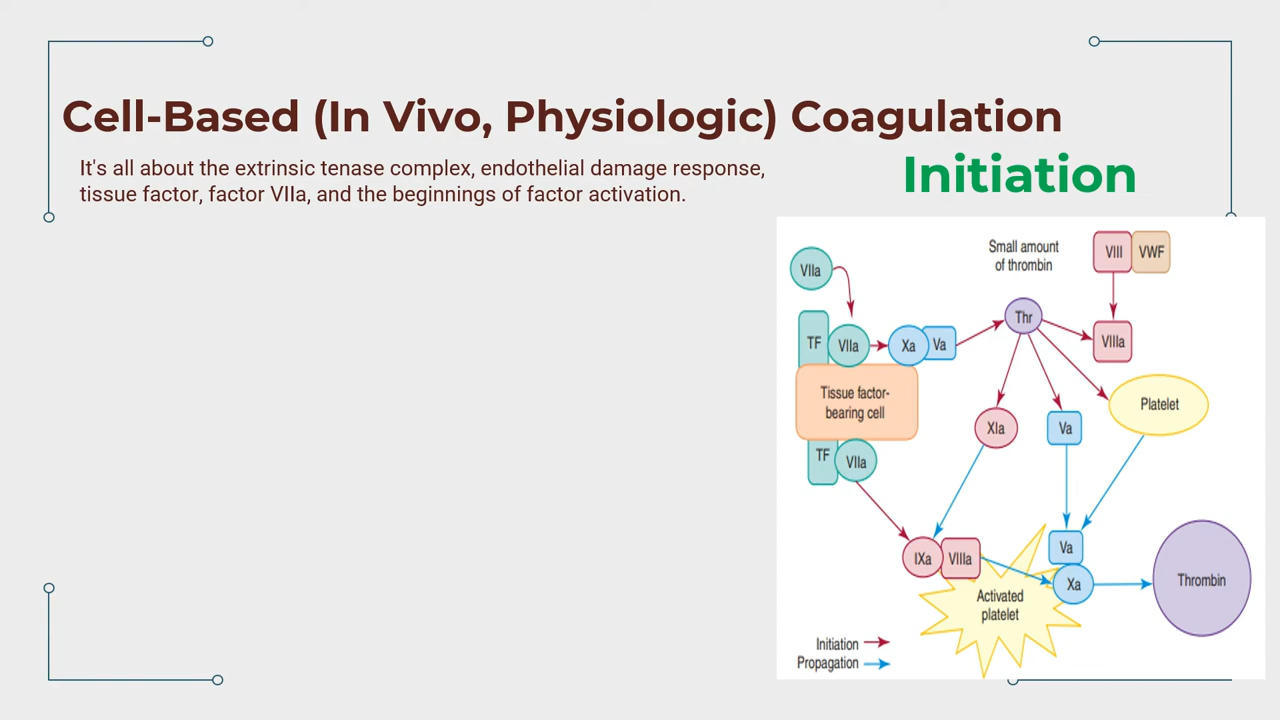 Cell-Based (In Vivo, Physiologic) Coagulation
Initiation
It's all about the extrinsic tenase complex, endothelial damage response,
tissue factor, factor VIIa, and the beginnings of factor activation.
Small amount
of thrombin
VIII
VWF
VIIa
Thr
TF
VIIa
Xa
Va
VIIIa
Tissue factor-
bearing cell
Platelet
XIa
Va
TF
VIIa
IXa
VIIIa
Va
Xa
Thrombin
Activated
platelet
Initiation
Propagation